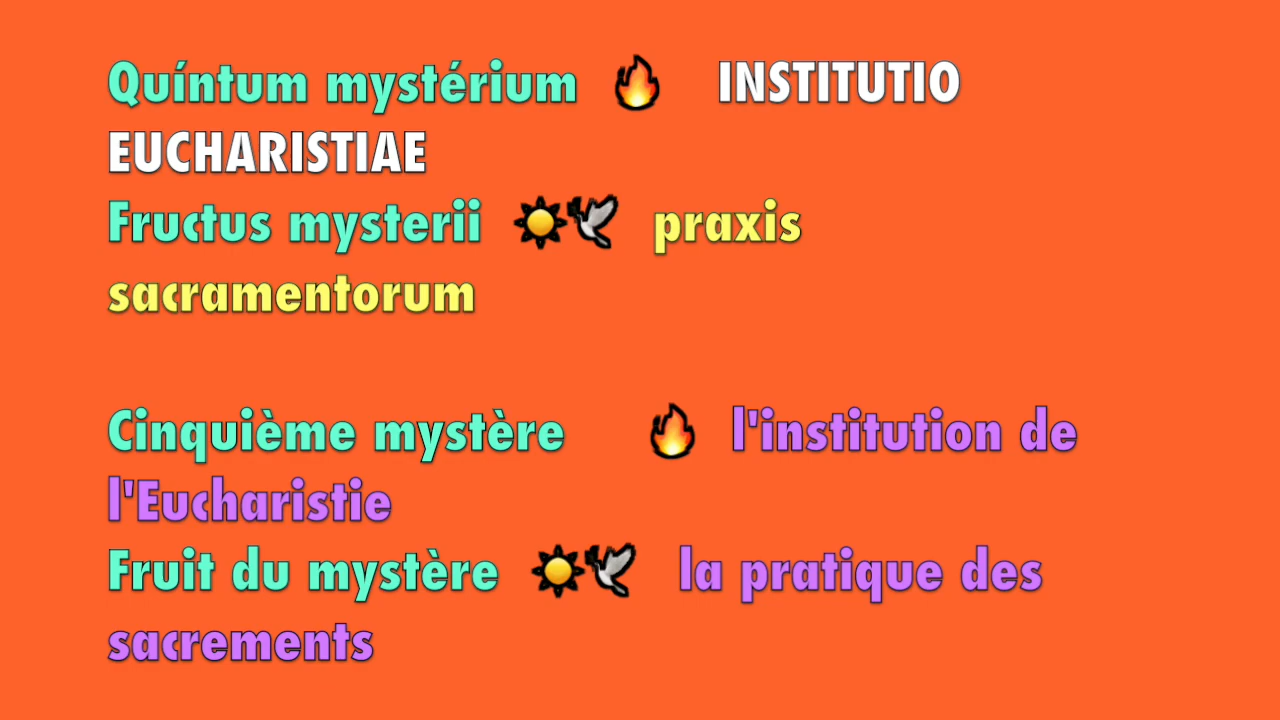 Quíntum mystérium 🔥 INSTITUTIO
EUCHARISTIAE
Fructus mysterii ☀️🕊️ praxis
sacramentorum
Cinquième mystère 🔥 l'institution de
l'Eucharistie
Fruit du mystère ☀️🕊️ la pratique des
sacrements